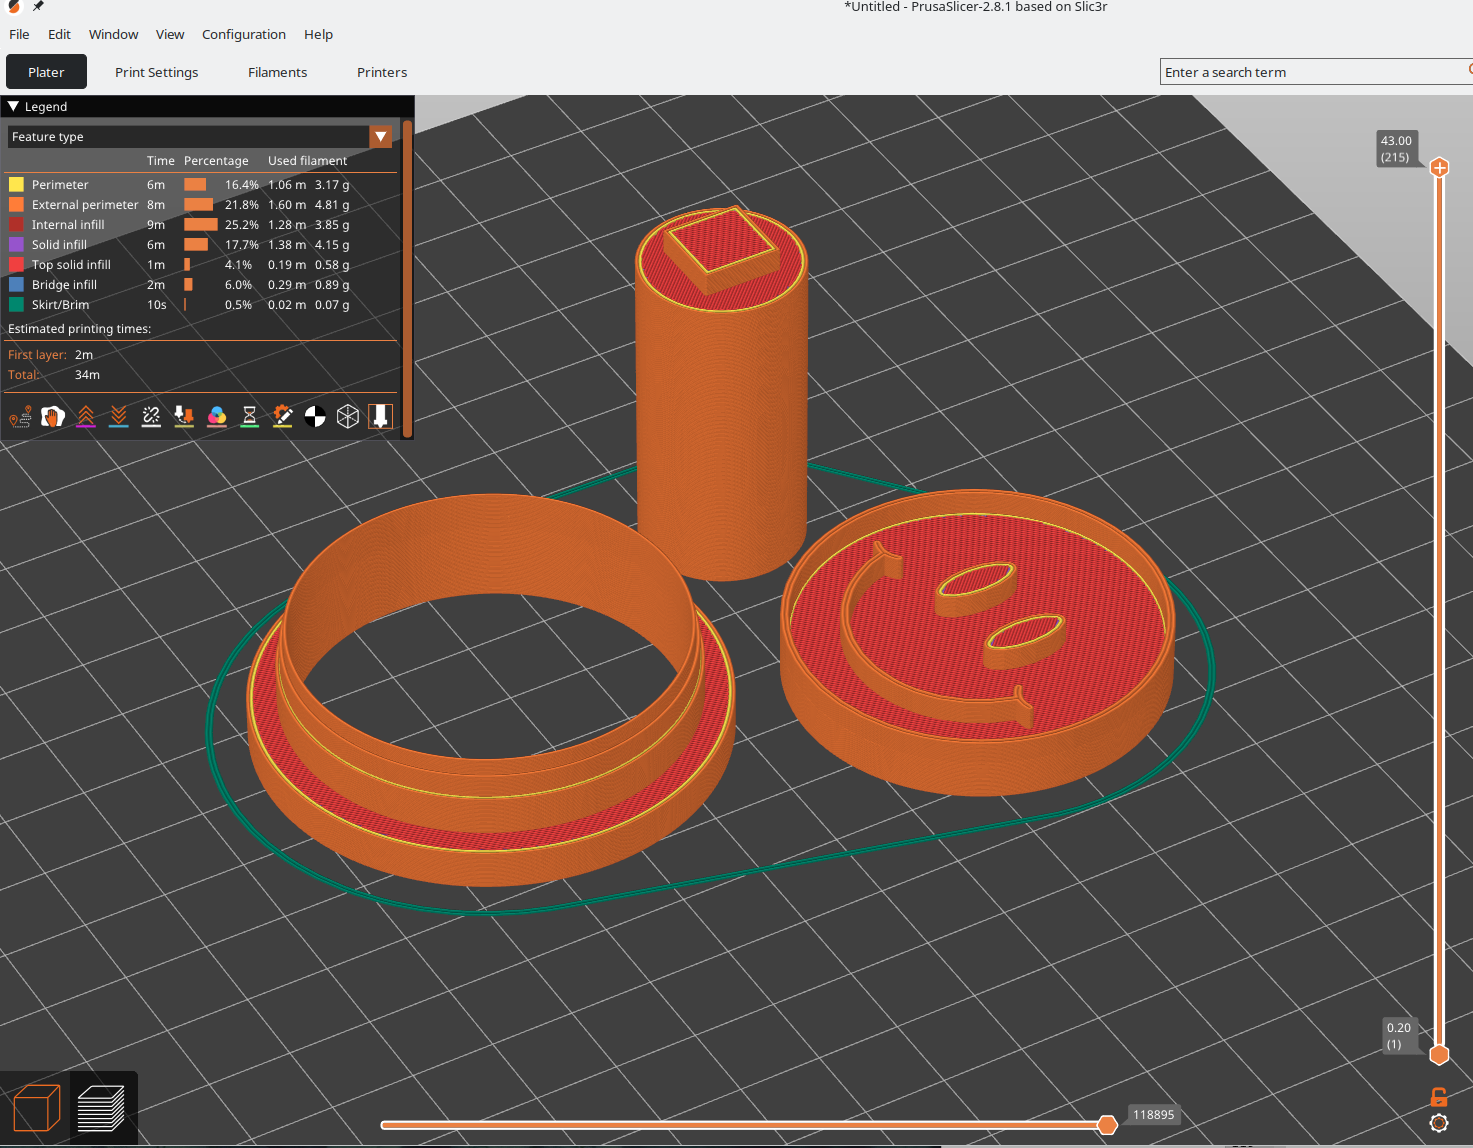 *Untitled - PrusaSlicer-2.8.1 based on Slic3r
File Edit Window View Configuration Help
Plater Print Settings Filaments Printers Enter a search term
Legend
Feature type
Time Percentage Used filament
Perimeter 6m 16.4% 1.06 m 3.17 g
External perimeter 8m 21.8% 1.60 m 4.81 g
Internal infill 9m 25.2% 1.28 m 3.85 g
Solid infill 6m 17.7% 1.38 m 4.15 g
Top solid infill 1m 4.1% 0.19 m 0.58 g
Bridge infill 2m 6.0% 0.29 m 0.89 g
Skirt/Brim 10s 0.5% 0.02 m 0.07 g
Estimated printing times:
First layer: 2m
Total: 34m
43.00
(215)
0.20
(1)
118895